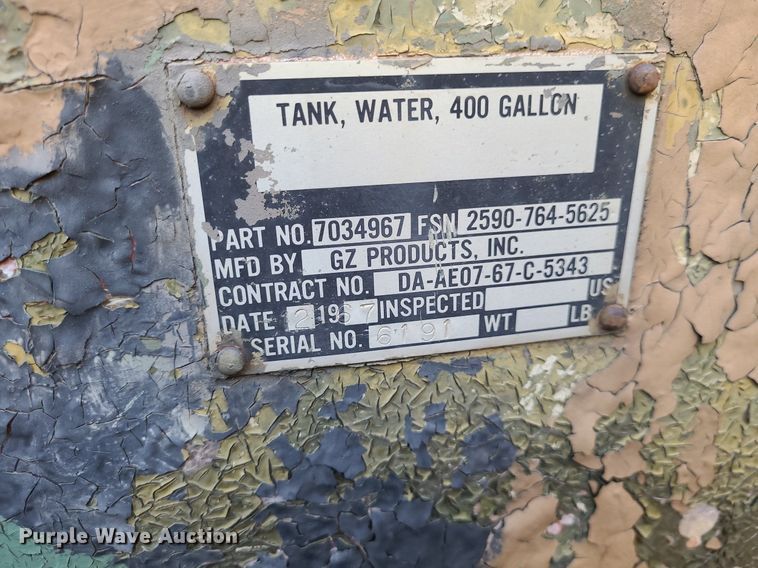 TANK, WATER, 400 GALLON
PART NO. 7034967 FSN 2590-764-5625
MFD BY GZ PRODUCTS, INC.
CONTRACT NO. DA-AE07-67-C-5343
DATE 2 1967 INSPECTED US
SERIAL NO. 6191 WT LB
Purple Wave Auction